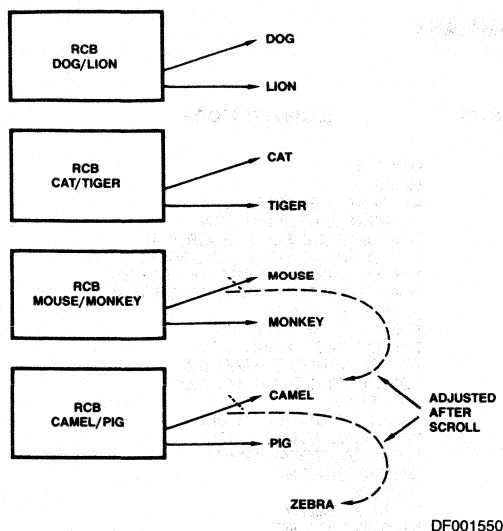 RCB
DOG/LION
DOG
LION
RCB
CAT/TIGER
CAT
TIGER
RCB
MOUSE/MONKEY
MOUSE
MONKEY
RCB
CAMEL/PIG
CAMEL
PIG
ZEBRA
ADJUSTED
AFTER
SCROLL
DF001550